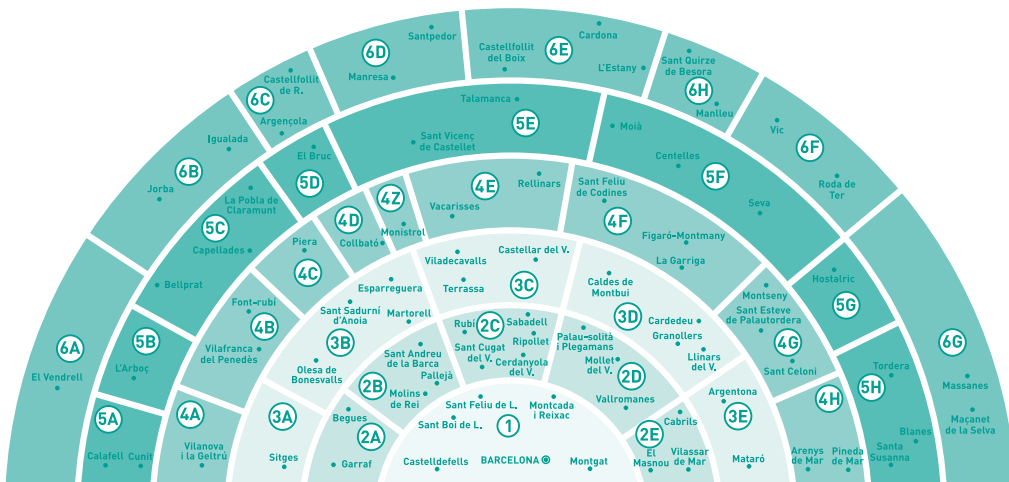 6D
Santpedor
Manresa
6E
Castellfollit
del Boix
Cardona
L'Estany
6H
Sant Quirze
de Besora
Manlleu
6C
Castellfollit
de R.
Argençola
6F
Vic
Roda de
Ter
6B
Igualada
Jorba
5E
Talamanca
Sant Vicenç
de Castellet
5F
Moià
Centelles
Seva
5D
El Bruc
5C
La Pobla de
Claramunt
Capellades
Bellprat
4D
Collbató
4Z
Monistrol
4E
Rellinars
Vacarisses
4F
Sant Feliu
de Codines
Figaró-Montmany
La Garriga
4C
Piera
4B
Font-rubí
Vilafranca
del Penedès
3C
Viladecavalls
Castellar del V.
Terrassa
3D
Caldes de
Montbui
Cardedeu
Granollers
Llinars
del V.
3B
Esparreguera
Sant Sadurní
d'Anoia
Martorell
Olesa de
Bonesvalls
5G
Hostalric
4G
Montseny
Sant Esteve
de Palautordera
Sant Celoni
6A
El Vendrell
5B
L'Arboç
2B
Sant Andreu
de la Barca
Pallejà
Molins
de Rei
2C
Rubí
Sabadell
Ripollet
Sant Cugat
del V.
Cerdanyola
del V.
2D
Palau-solità
i Plegamans
Mollet
del V.
Vallromanes
6G
Massanes
Maçanet
de la Selva
5H
Tordera
Blanes
Santa
Susanna
5A
Calafell
Cunit
4A
Vilanova
i la Geltrú
3A
Sitges
2A
Begues
Garraf
1
Sant Feliu de L.
Sant Boi de L.
Montcada
i Reixac
Castelldefels
BARCELONA
Montgat
2E
Cabrils
El
Masnou
Vilassar
de Mar
3E
Argentona
Mataró
4H
Arenys
de Mar
Pineda
de Mar